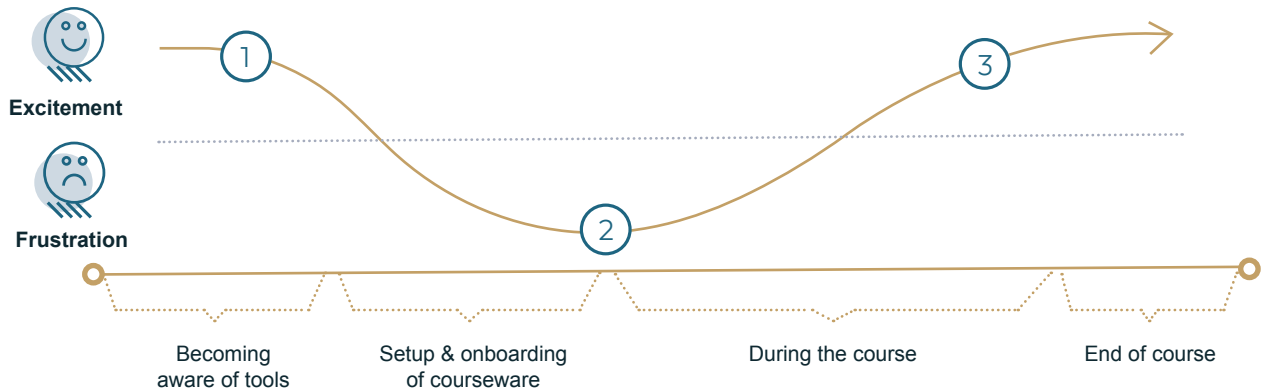 1
3
Excitement
2
Frustration
Becoming
aware of tools
Setup & onboarding
of courseware
During the course
End of course